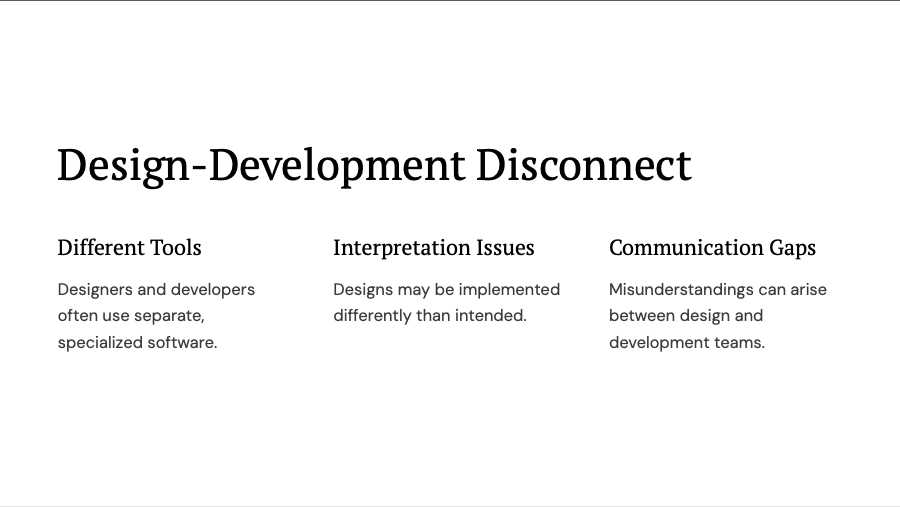 Design-Development Disconnect
Different Tools
Designers and developers
often use separate,
specialized software.
Interpretation Issues
Designs may be implemented
differently than intended.
Communication Gaps
Misunderstandings can arise
between design and
development teams.